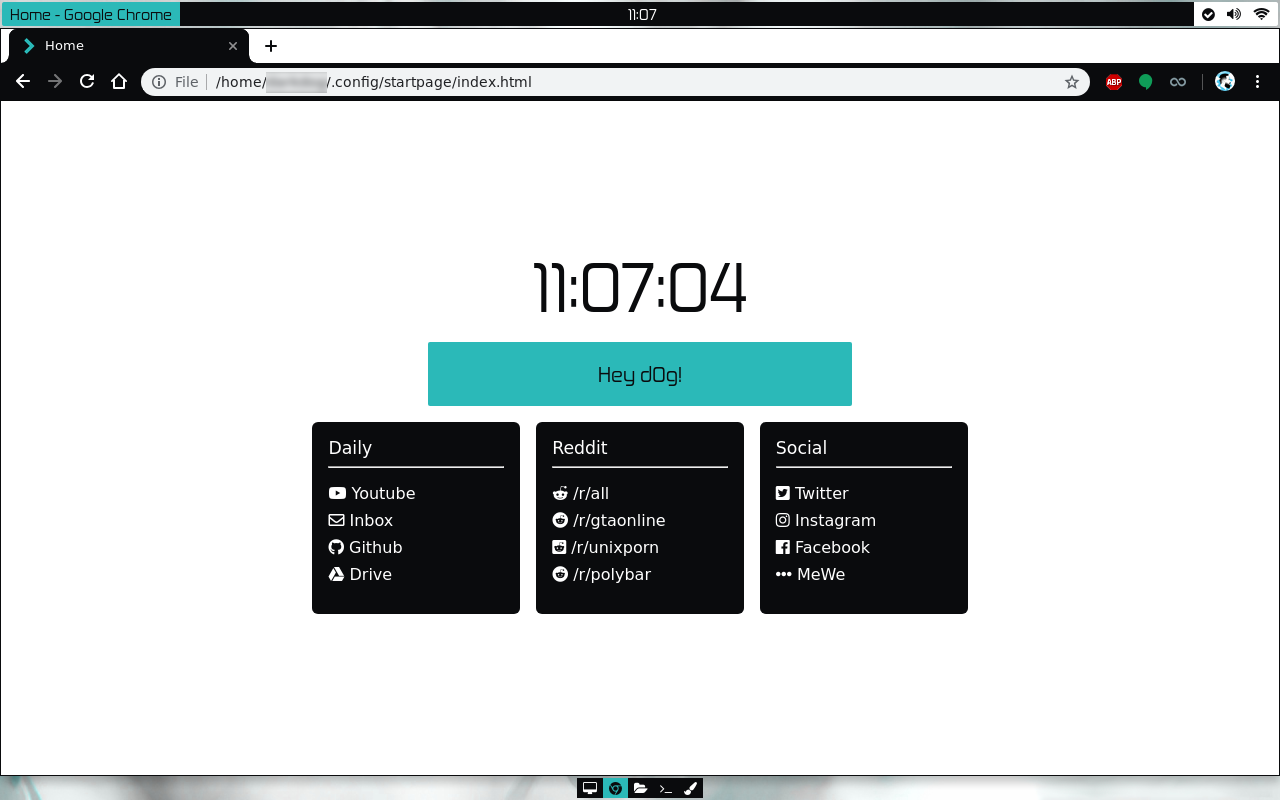 Home - Google Chrome
11:07
Home
File
/home/
/.config/startpage/index.html
ABP
11:07:04
Hey d0g!
Daily
Youtube
Inbox
Github
Drive
Reddit
/r/all
/r/gtaonline
/r/unixporn
/r/polybar
Social
Twitter
Instagram
Facebook
MeWe